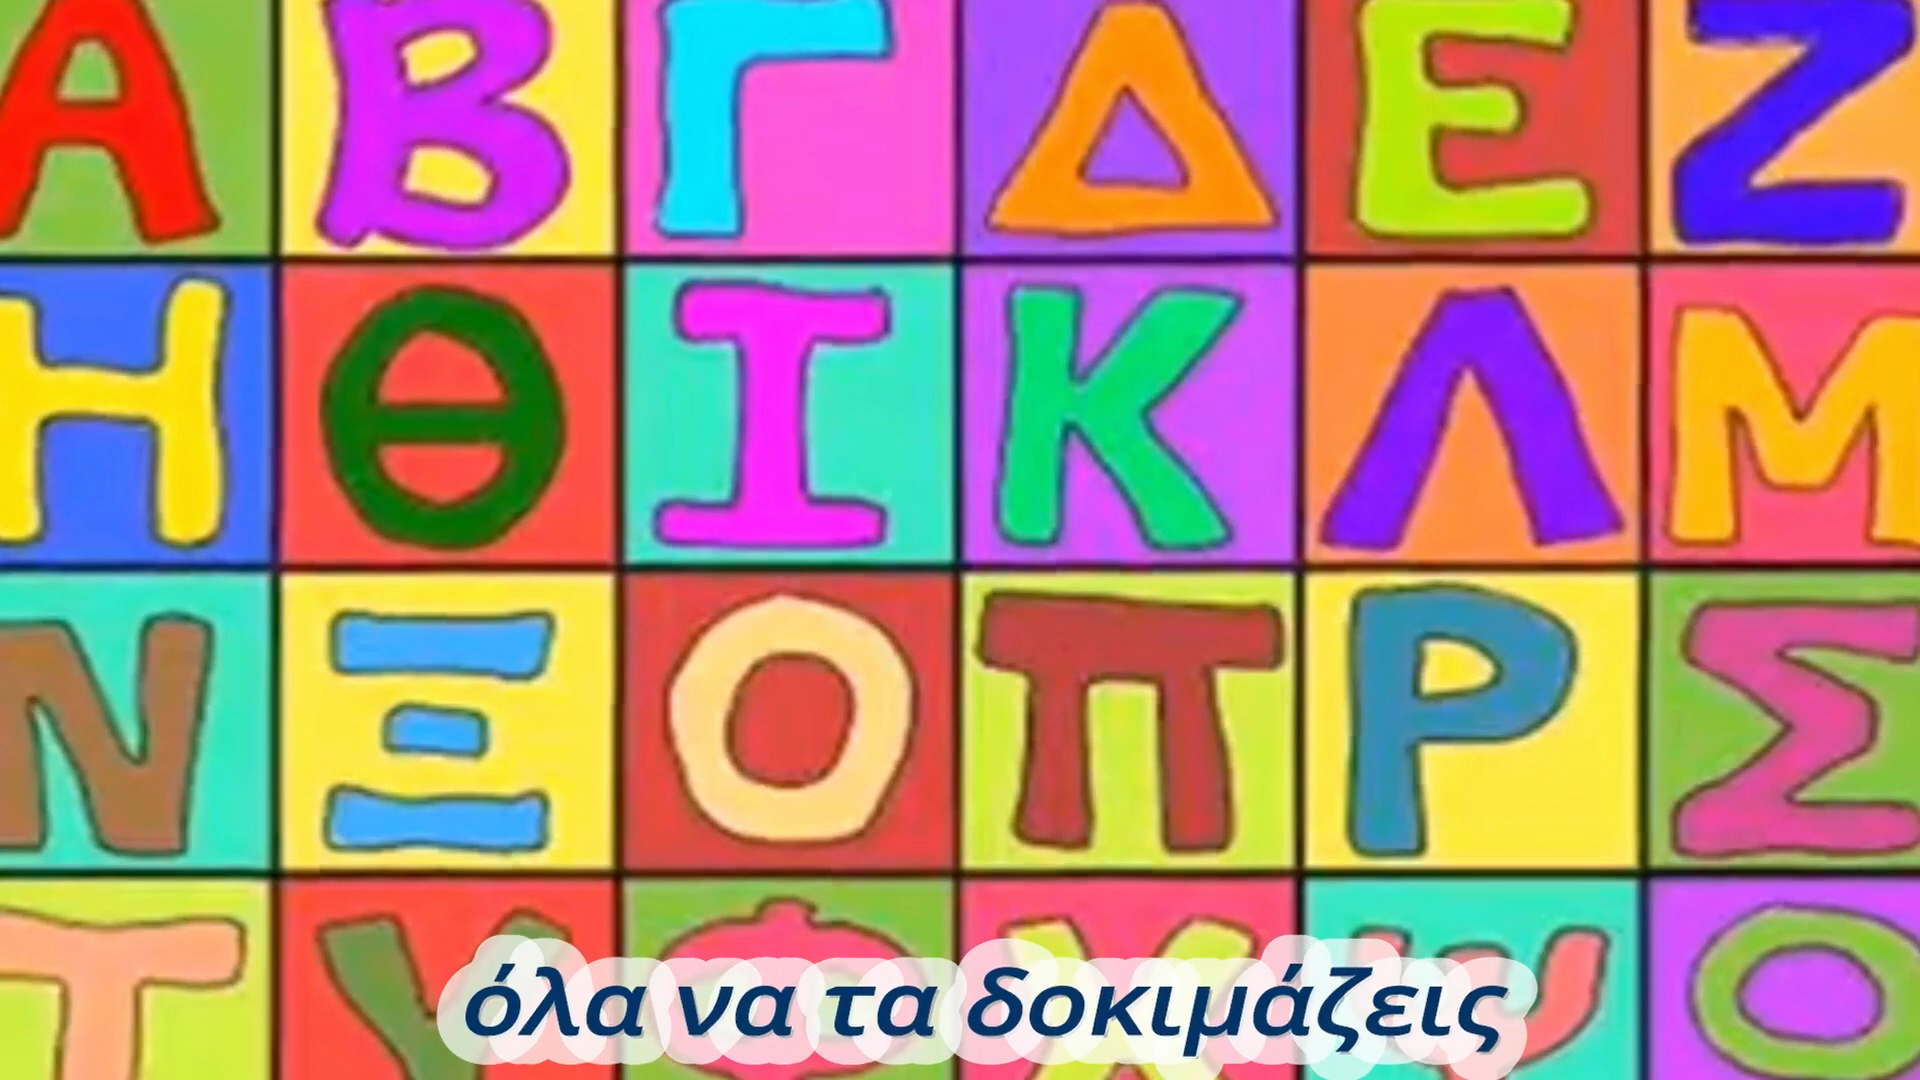 Α Β Γ Δ Ε Ζ
Η Θ Ι Κ Λ Μ
Ν Ξ Ο Π Ρ Σ
Τ Υ Φ Χ Ψ Ω
όλα να τα δοκιμάζεις